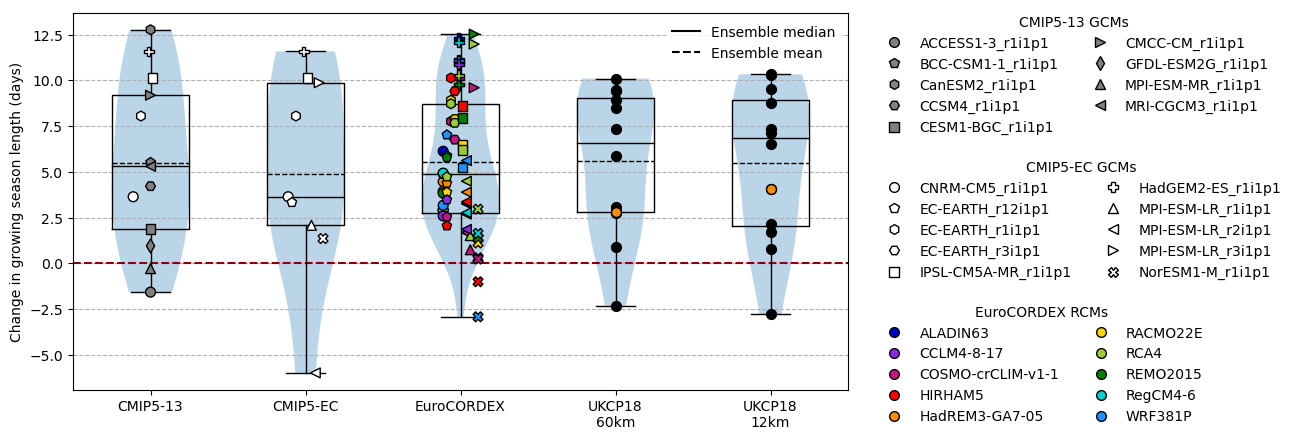 Change in growing season length (days)
12.5
10.0
7.5
5.0
2.5
0.0
−2.5
−5.0
Ensemble median
Ensemble mean
CMIP5-13
CMIP5-EC
EuroCORDEX
UKCP18
60km
UKCP18
12km
CMIP5-13 GCMs
ACCESS1-3_r1i1p1
BCC-CSM1-1_r1i1p1
CanESM2_r1i1p1
CCSM4_r1i1p1
CESM1-BGC_r1i1p1
CMCC-CM_r1i1p1
GFDL-ESM2G_r1i1p1
MPI-ESM-MR_r1i1p1
MRI-CGCM3_r1i1p1
CMIP5-EC GCMs
CNRM-CM5_r1i1p1
EC-EARTH_r12i1p1
EC-EARTH_r1i1p1
EC-EARTH_r3i1p1
IPSL-CM5A-MR_r1i1p1
HadGEM2-ES_r1i1p1
MPI-ESM-LR_r1i1p1
MPI-ESM-LR_r2i1p1
MPI-ESM-LR_r3i1p1
NorESM1-M_r1i1p1
EuroCORDEX RCMs
ALADIN63
CCLM4-8-17
COSMO-crCLIM-v1-1
HIRHAM5
HadREM3-GA7-05
RACMO22E
RCA4
REMO2015
RegCM4-6
WRF381P